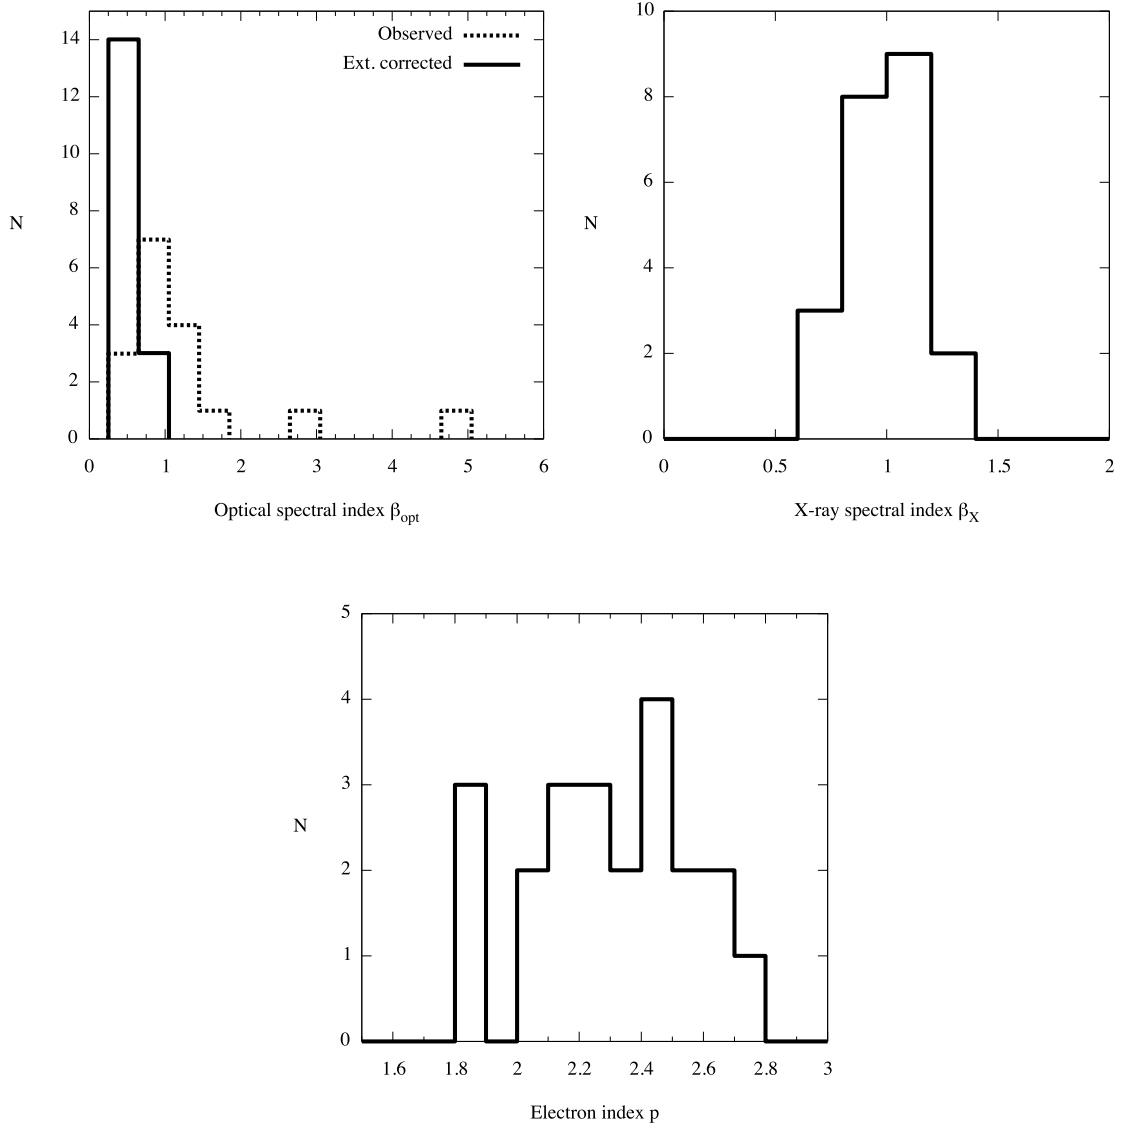 14
12
10
8
6
4
2
0
N
Observed
Ext. corrected
0 1 2 3 4 5 6
Optical spectral index βopt
10
8
6
4
2
0
N
0 0.5 1 1.5 2
X-ray spectral index βX
5
4
3
2
1
0
N
1.6 1.8 2 2.2 2.4 2.6 2.8 3
Electron index p